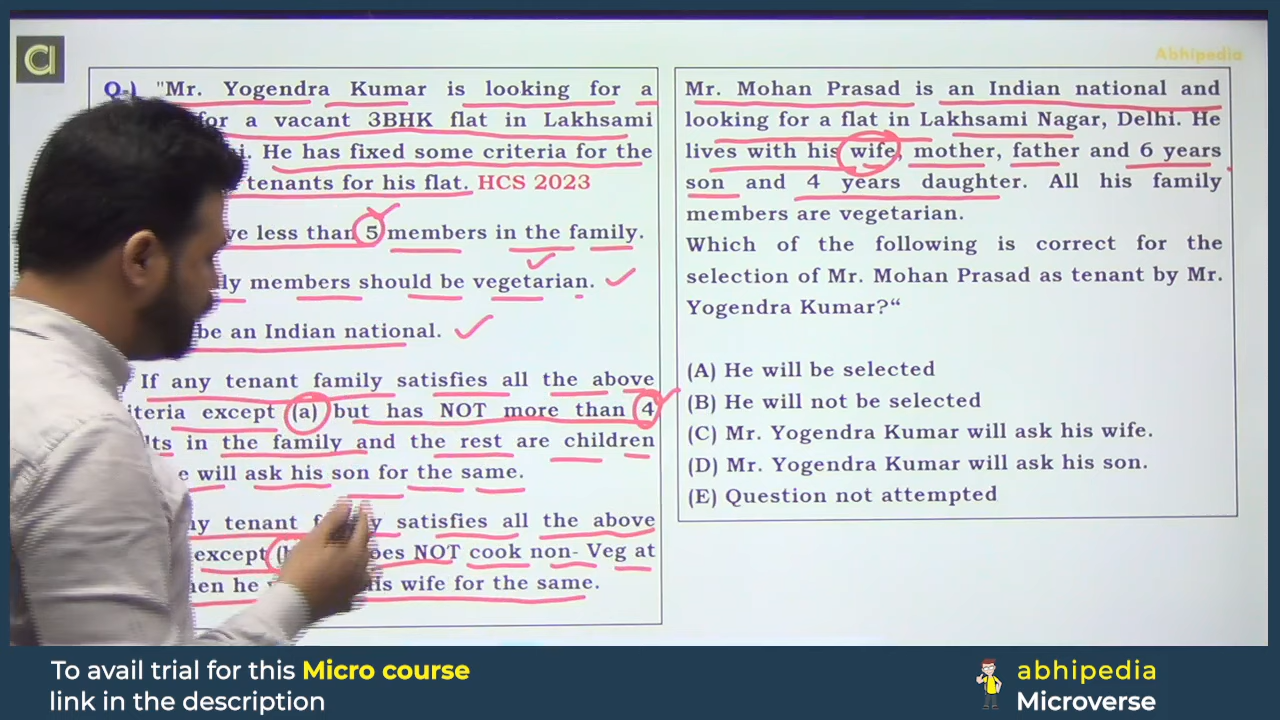 CI
Abhipedia
Q-) "Mr. Yogendra Kumar is looking for a
for a vacant 3BHK flat in Lakhsami
He has fixed some criteria for the
tenants for his flat. HCS 2023
less than 5 members in the family.
members should be vegetarian.
be an Indian national.
If any tenant family satisfies all the above
except (a) but has NOT more than 4
in the family and the rest are children
will ask his son for the same.
tenant satisfies all the above
except NOT cook non- Veg at
he wife for the same.
Mr. Mohan Prasad is an Indian national and
looking for a flat in Lakhsami Nagar, Delhi. He
lives with his wife, mother, father and 6 years
son and 4 years daughter. All his family
members are vegetarian.
Which of the following is correct for the
selection of Mr. Mohan Prasad as tenant by Mr.
Yogendra Kumar?“
(A) He will be selected
(B) He will not be selected
(C) Mr. Yogendra Kumar will ask his wife.
(D) Mr. Yogendra Kumar will ask his son.
(E) Question not attempted
To avail trial for this Micro course
link in the description
abhipedia
Microverse